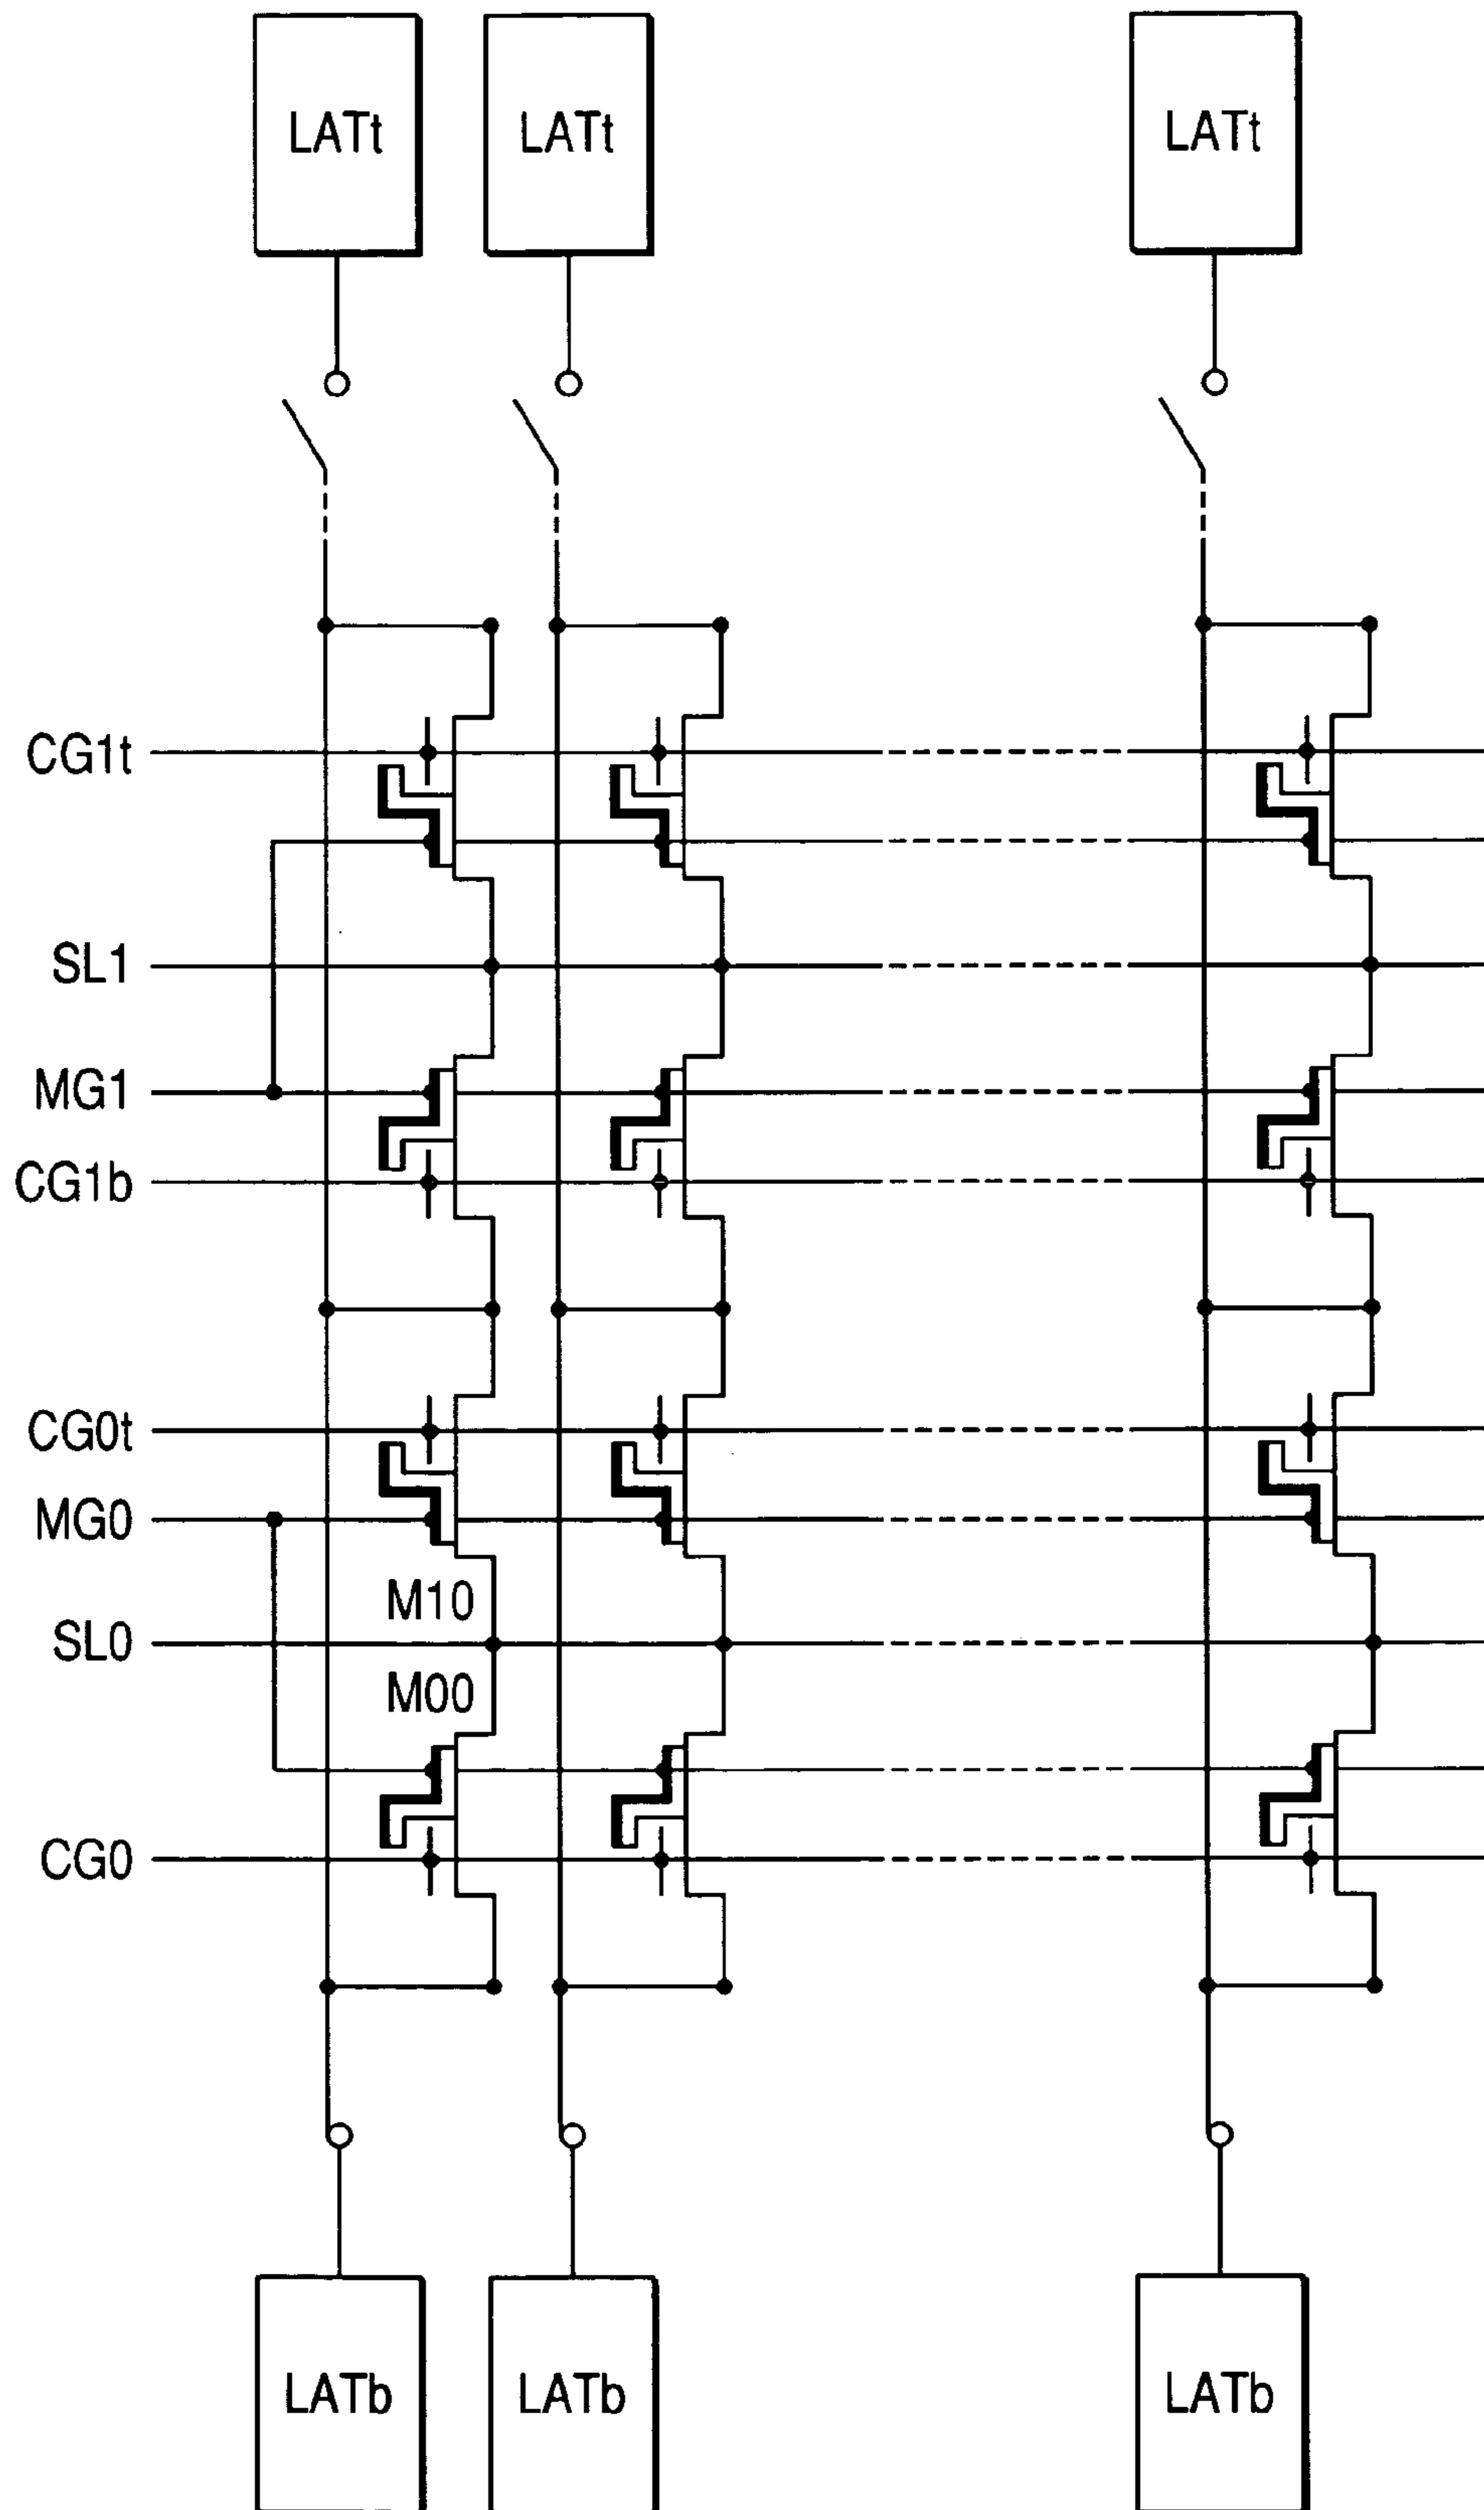 LATt LATt LATt
CG1t
SL1
MG1
CG1b
CG0t
MG0
M10
SL0
M00
CG0
LATb LATb LATb